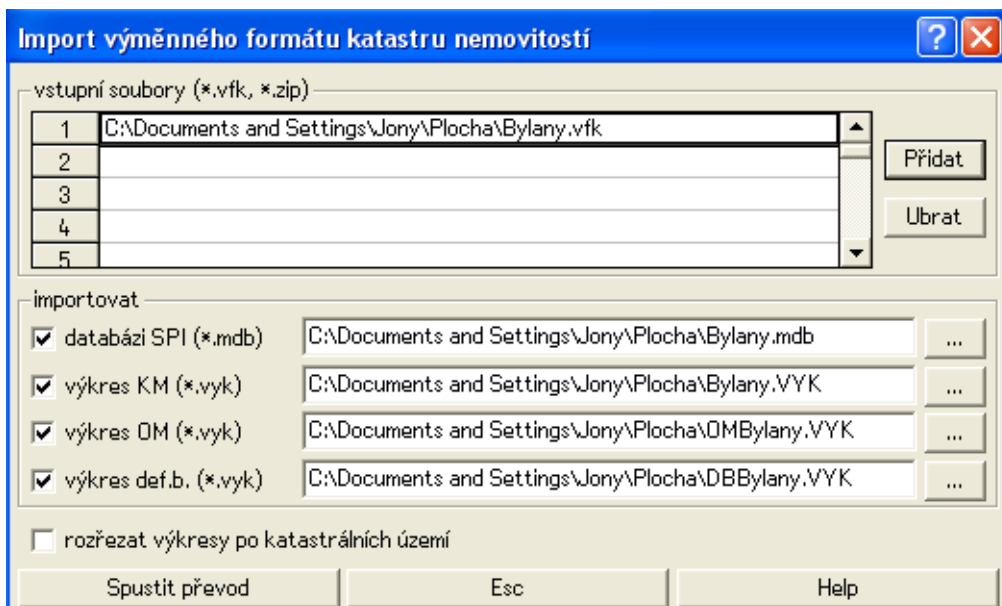 Import výměnného formátu katastru nemovitostí
vstupní soubory (*.vfk, *.zip)
1 C:\Documents and Settings\Jony\Plocha\Bylany.vfk
2
3
4
5
Přidat
Ubrat
importovat
databázi SPI (*.mdb) C:\Documents and Settings\Jony\Plocha\Bylany.mdb ...
výkres KM (*.vyk) C:\Documents and Settings\Jony\Plocha\Bylany.VYK ...
výkres OM (*.vyk) C:\Documents and Settings\Jony\Plocha\OMBylany.VYK ...
výkres def.b. (*.vyk) C:\Documents and Settings\Jony\Plocha\DBBylany.VYK ...
rozřezat výkresy po katastrálních území
Spustit převod Esc Help